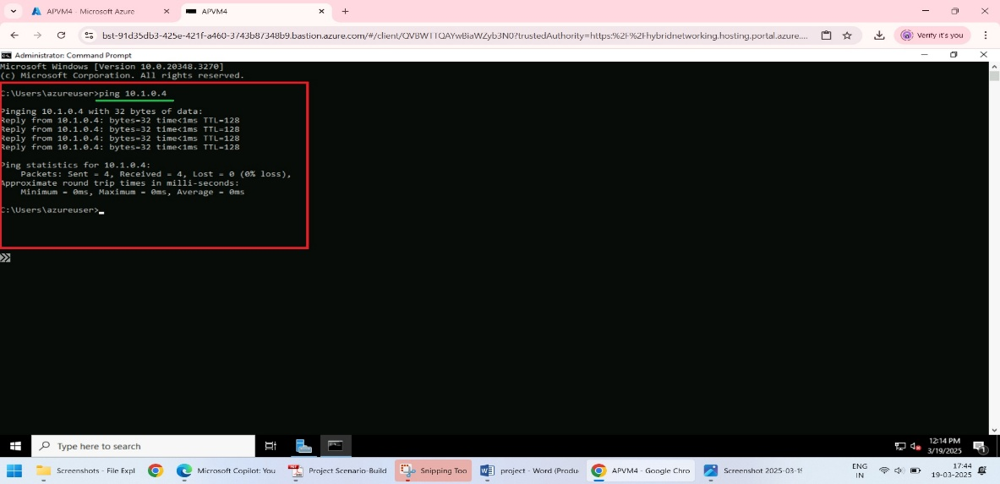 APVM4 - Microsoft Azure
APVM4
bst-91d35db3-425e-421f-a460-3743b87348b9.bastion.azure.com/#/client/QVBWTTQAYwBiaWZyb3N0?trustedAuthority=https:%2F%2Fhybridnetworking.hosting.portal.azure....
Verify it's you
Administrator: Command Prompt
Microsoft Windows [Version 10.0.20348.3270]
(c) Microsoft Corporation. All rights reserved.
C:\Users\azureuser>ping 10.1.0.4
Pinging 10.1.0.4 with 32 bytes of data:
Reply from 10.1.0.4: bytes=32 time<1ms TTL=128
Reply from 10.1.0.4: bytes=32 time<1ms TTL=128
Reply from 10.1.0.4: bytes=32 time<1ms TTL=128
Reply from 10.1.0.4: bytes=32 time<1ms TTL=128
Ping statistics for 10.1.0.4:
Packets: Sent = 4, Received = 4, Lost = 0 (0% loss),
Approximate round trip times in milli-seconds:
Minimum = 0ms, Maximum = 0ms, Average = 0ms
C:\Users\azureuser>
Type here to search
12:14 PM
3/19/2025
1
Screenshots - File Expl
Microsoft Copilot: You
Project Scenario-Build
Snipping Too
project - Word (Produ
APVM4 - Google Chro
Screenshot 2025-03-19
ENG
IN
17:44
19-03-2025